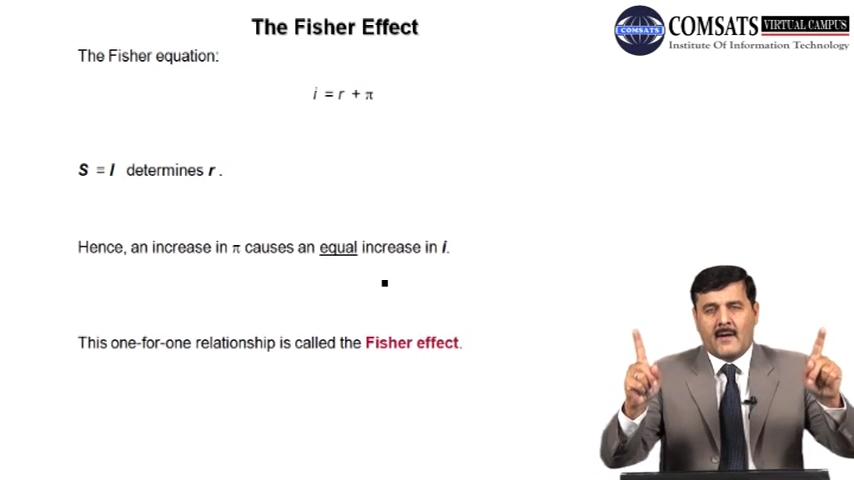 The Fisher Effect
COMSATS
COMSATS
VIRTUAL CAMPUS
Institute Of Information Technology
The Fisher equation:
i = r + π
S = I determines r .
Hence, an increase in π causes an equal increase in i.
This one-for-one relationship is called the Fisher effect.